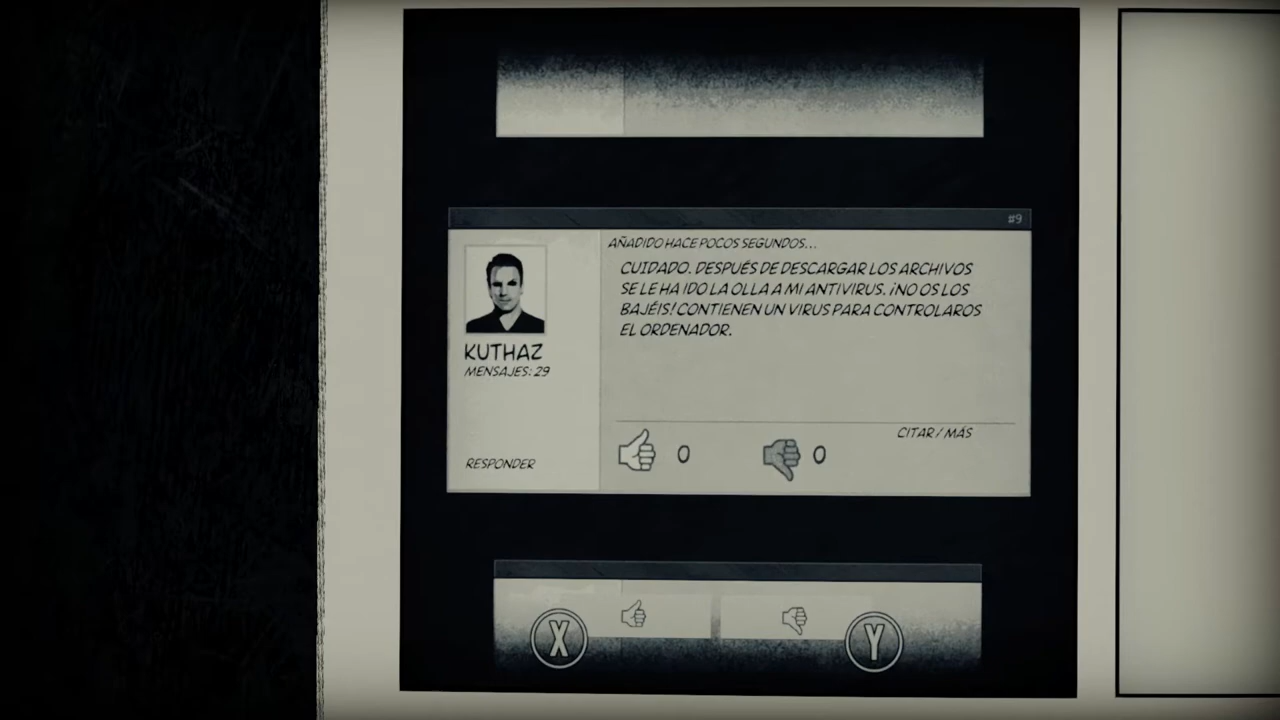 #9
AÑADIDO HACE POCOS SEGUNDOS...
CUIDADO. DESPUÉS DE DESCARGAR LOS ARCHIVOS
SE LE HA IDO LA OLLA A MI ANTIVIRUS. ¡NO OS LOS
BAJÉIS! CONTIENEN UN VIRUS PARA CONTROLAROS
EL ORDENADOR.
KUTHAZ
MENSAJES: 29
CITAR / MÁS
RESPONDER
0 0
X Y